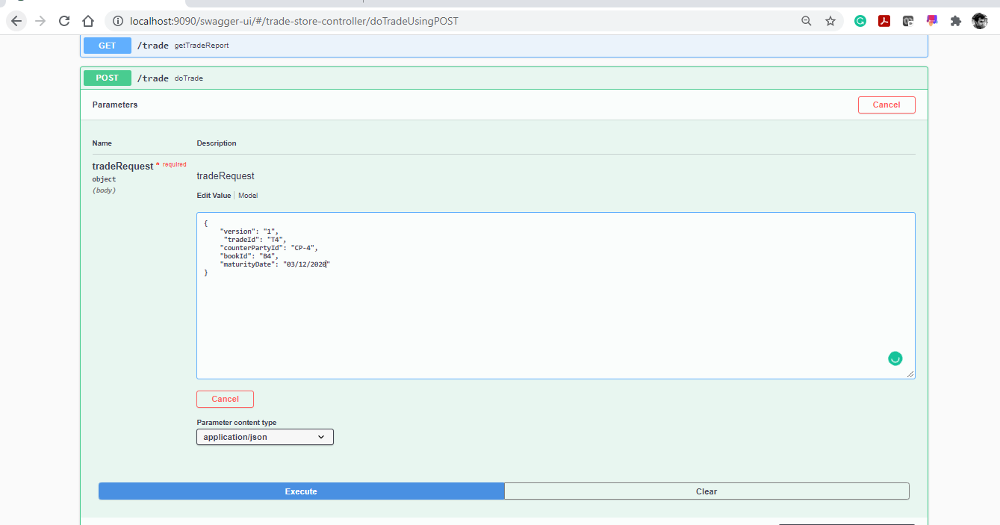 localhost:9090/swagger-ui/#/trade-store-controller/doTradeUsingPOST
GET /trade getTradeReport
POST /trade doTrade
Parameters Cancel
Name Description
tradeRequest * required
object
(body)
tradeRequest
Edit Value | Model
{
"version": "1",
"tradeId": "T4",
"counterPartyId": "CP-4",
"bookId": "B4",
"maturityDate": "03/12/2020"
}
Cancel
Parameter content type
application/json
Execute Clear